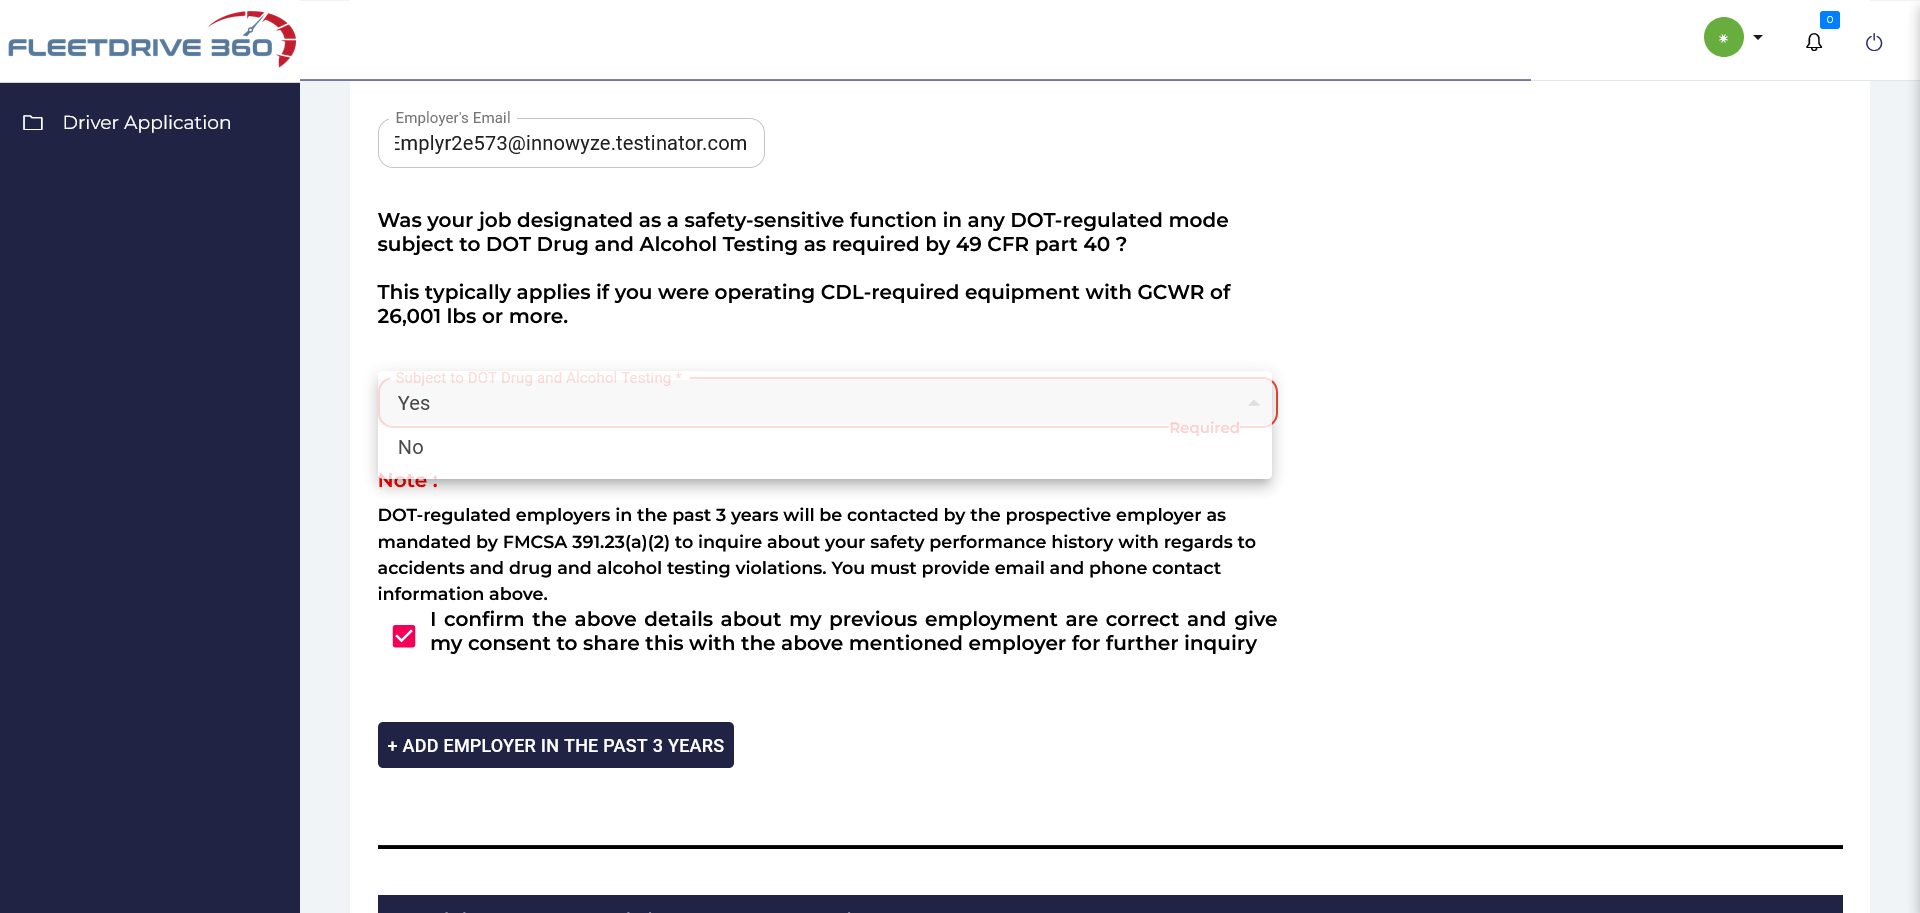 FLEETDRIVE 360
0
Driver Application
Employer's Email
Emplyr2e573@innowyze.testinator.com
Was your job designated as a safety-sensitive function in any DOT-regulated mode
subject to DOT Drug and Alcohol Testing as required by 49 CFR part 40 ?
This typically applies if you were operating CDL-required equipment with GCWR of
26,001 lbs or more.
Subject to DOT Drug and Alcohol Testing *
Yes
Required
No
Note :
DOT-regulated employers in the past 3 years will be contacted by the prospective employer as
mandated by FMCSA 391.23(a)(2) to inquire about your safety performance history with regards to
accidents and drug and alcohol testing violations. You must provide email and phone contact
information above.
I confirm the above details about my previous employment are correct and give
my consent to share this with the above mentioned employer for further inquiry
+ ADD EMPLOYER IN THE PAST 3 YEARS